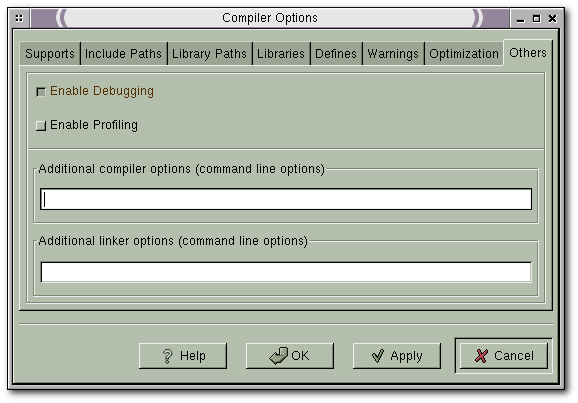 Compiler Options
Supports Include Paths Library Paths Libraries Defines Warnings Optimization Others
Enable Debugging
Enable Profiling
Additional compiler options (command line options)
Additional linker options (command line options)
Help OK Apply Cancel